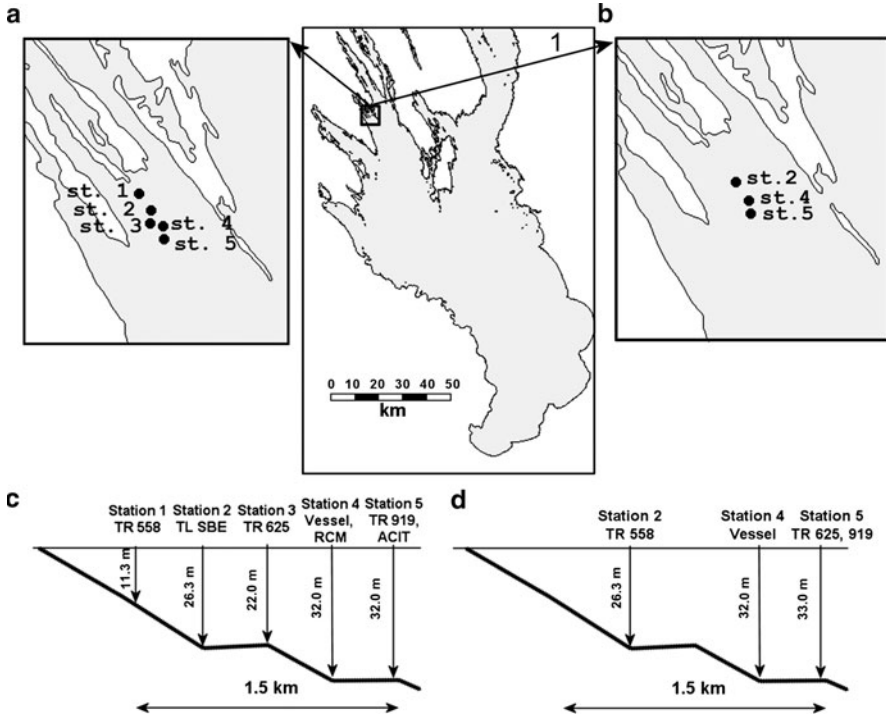 a
b
1
st. 1
st. 2
st. 3
st. 4
st. 5
st.2
st.4
st.5
0 10 20 30 40 50
km
c
Station 1
TR 558
Station 2
TL SBE
Station 3
TR 625
Station 4
Vessel,
RCM
Station 5
TR 919,
ACIT
11.3 m
26.3 m
22.0 m
32.0 m
32.0 m
1.5 km
d
Station 2
TR 558
Station 4
Vessel
Station 5
TR 625, 919
26.3 m
32.0 m
33.0 m
1.5 km